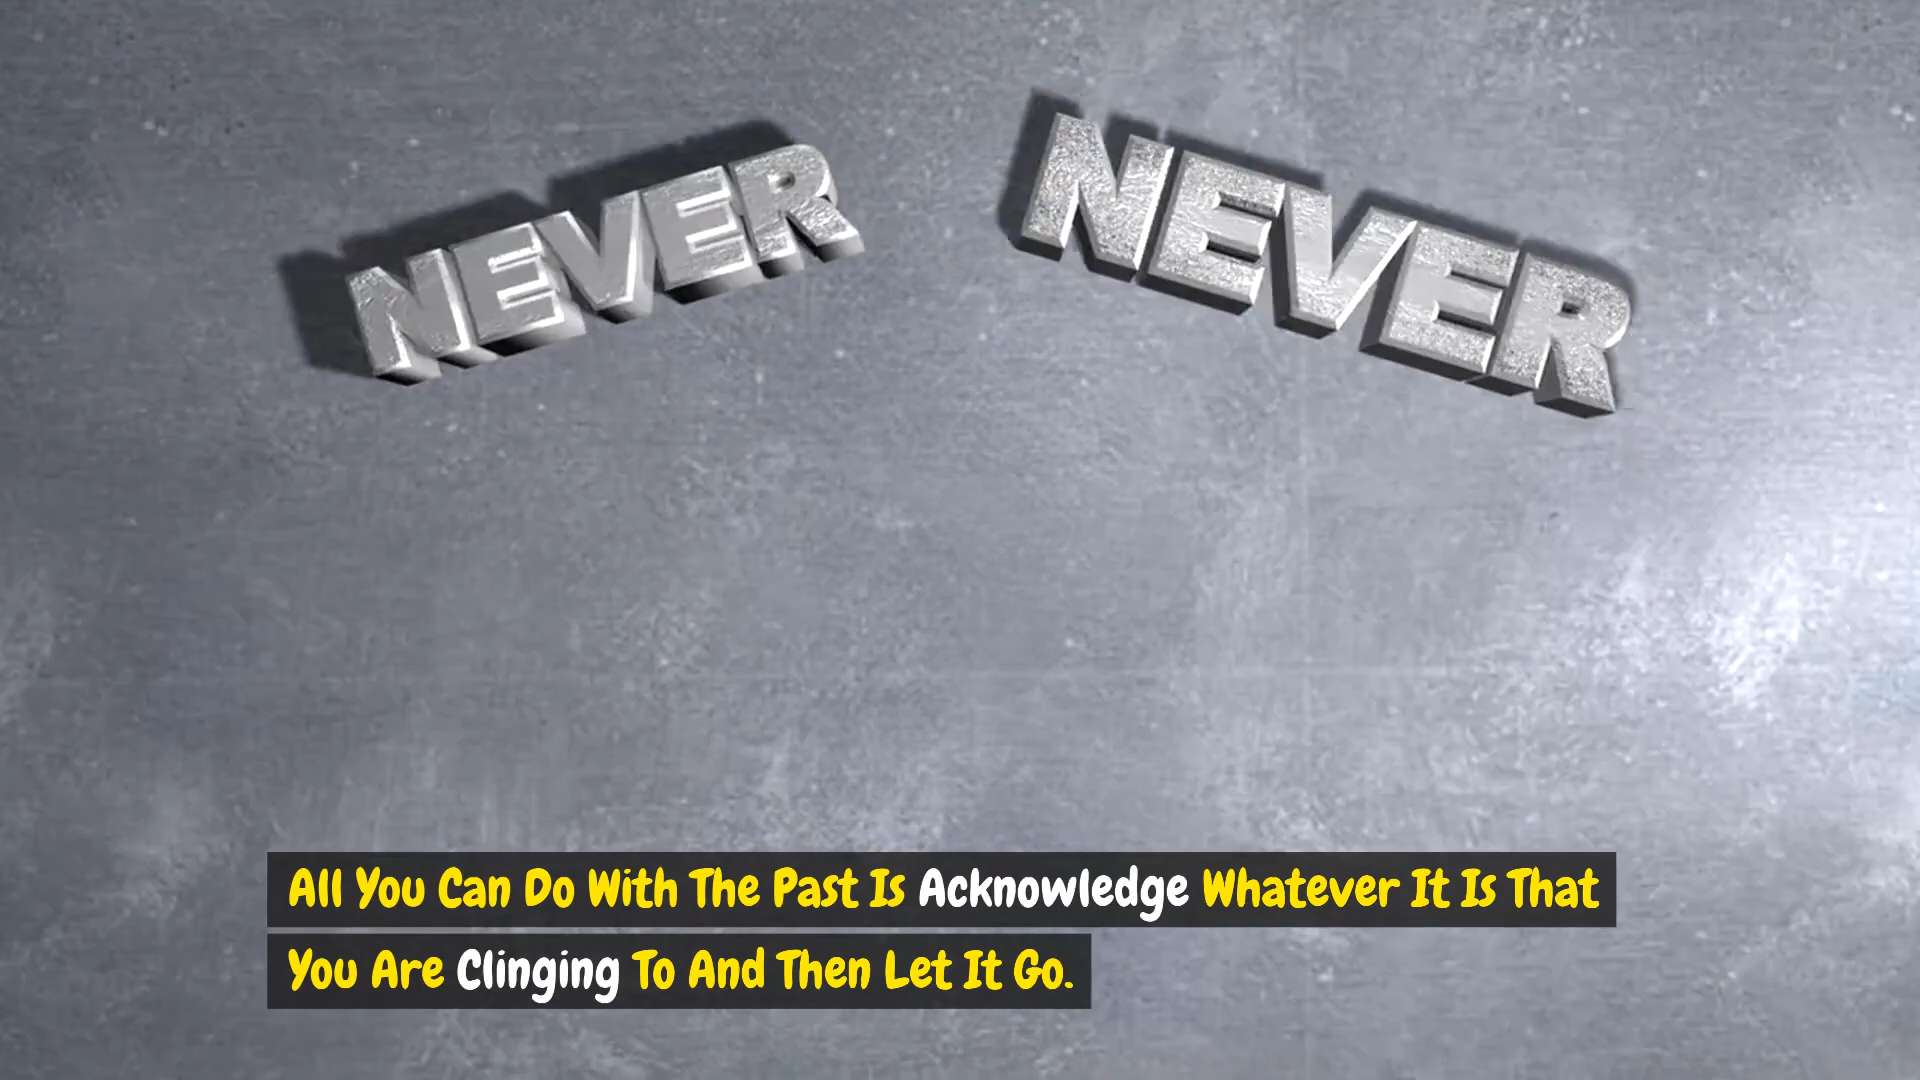 NEVER NEVER
All You Can Do With The Past Is Acknowledge Whatever It Is That
You Are Clinging To And Then Let It Go.